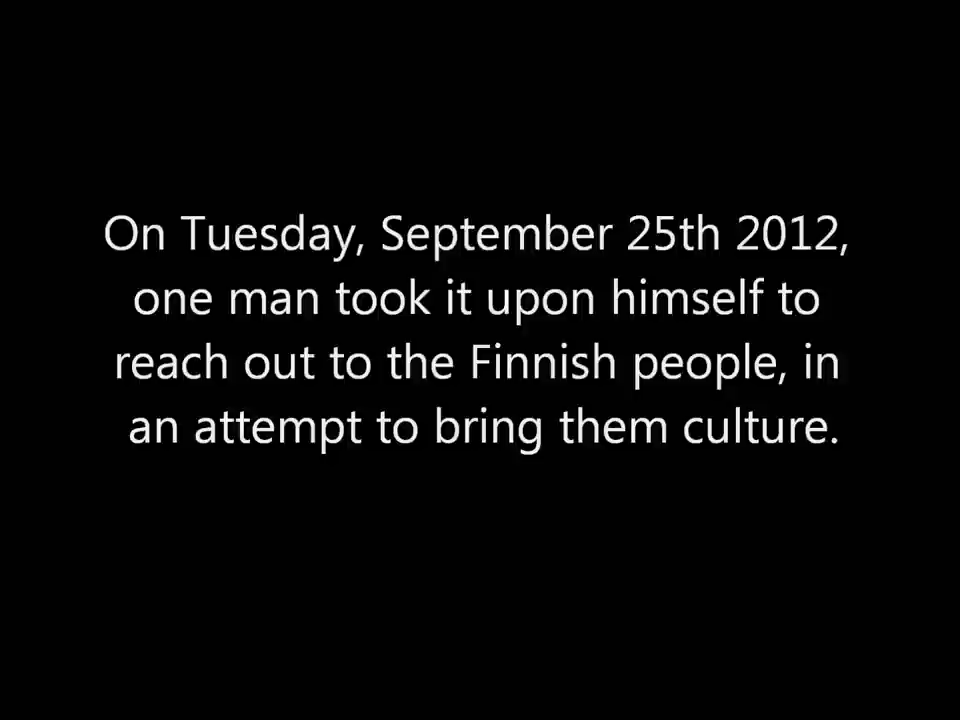 On Tuesday, September 25th 2012,
one man took it upon himself to
reach out to the Finnish people, in
an attempt to bring them culture.